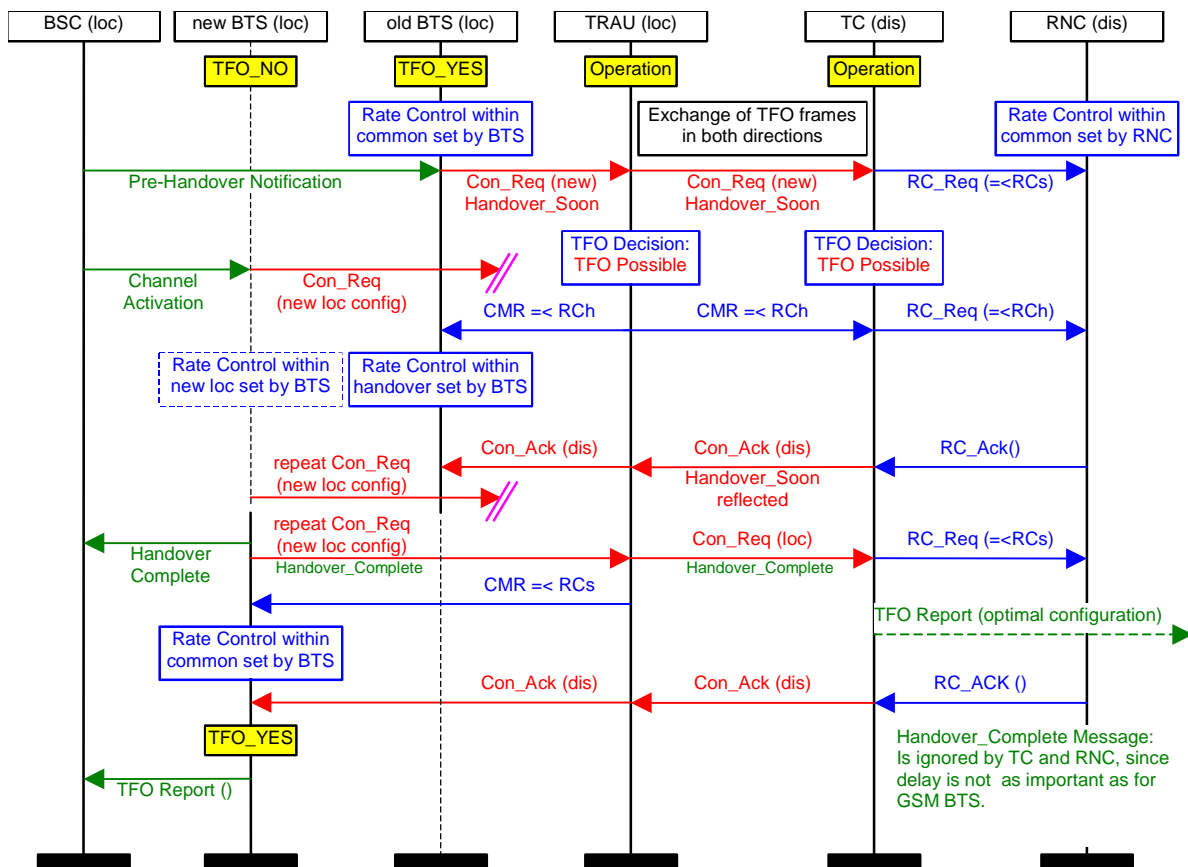 BSC (loc)
new BTS (loc)
old BTS (loc)
TRAU (loc)
TC (dis)
RNC (dis)
TFO_NO
TFO_YES
Operation
Operation
Rate Control within
common set by BTS
Exchange of TFO frames
in both directions
Rate Control within
common set by RNC
Pre-Handover Notification
Con_Req (new)
Handover_Soon
Con_Req (new)
Handover_Soon
RC_Req (=<RCs)
TFO Decision:
TFO Possible
TFO Decision:
TFO Possible
Channel
Activation
Con_Req
(new loc config)
CMR =< RCh
CMR =< RCh
RC_Req (=<RCh)
Rate Control within
new loc set by BTS
Rate Control within
handover set by BTS
Con_Ack (dis)
Con_Ack (dis)
Handover_Soon
reflected
RC_Ack()
repeat Con_Req
(new loc config)
Handover
Complete
repeat Con_Req
(new loc config)
Handover_Complete
Con_Req (loc)
Handover_Complete
RC_Req (=<RCs)
CMR =< RCs
TFO Report (optimal configuration)
Rate Control within
common set by BTS
Con_Ack (dis)
Con_Ack (dis)
RC_ACK ()
TFO_YES
Handover_Complete Message:
Is ignored by TC and RNC, since
delay is not as important as for
GSM BTS.
TFO Report ()